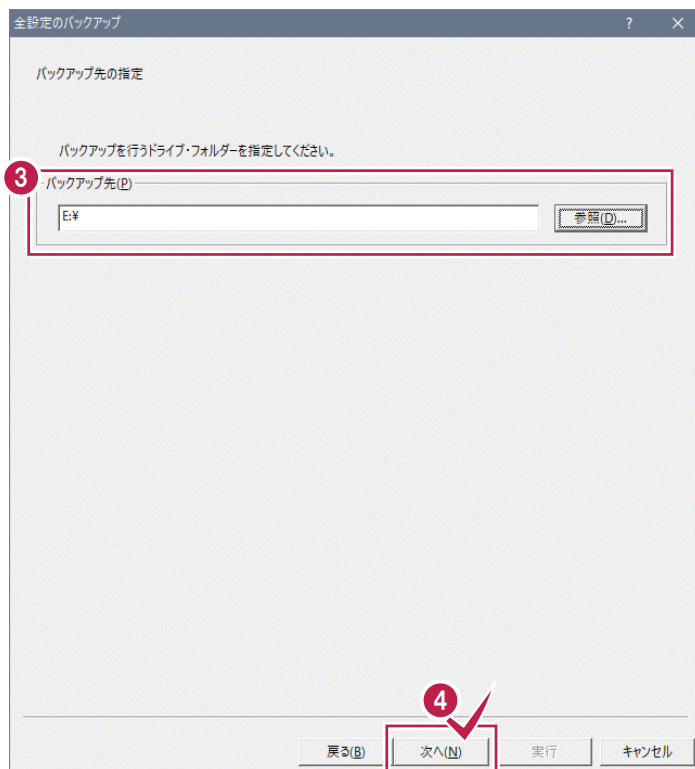 全設定のバックアップ ? ×
バックアップ先の指定
バックアップを行うドライブ・フォルダーを指定してください。
3
バックアップ先(P)
E:¥ 参照(D)...
4
戻る(B) 次へ(N) 実行 キャンセル